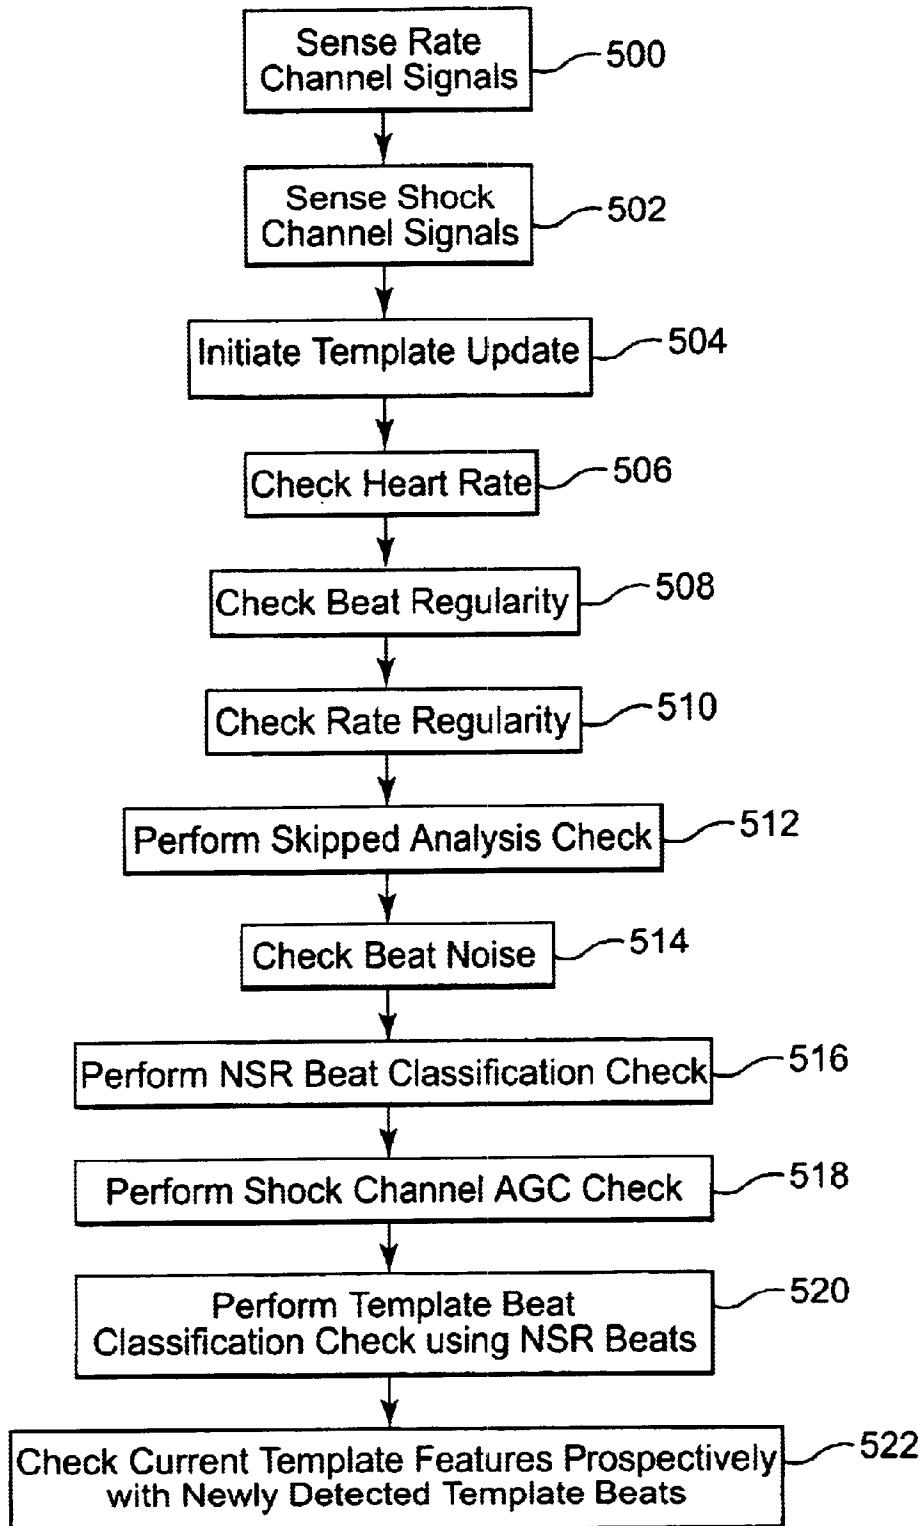 Sense Rate
Channel Signals
500
Sense Shock
Channel Signals
502
Initiate Template Update
504
Check Heart Rate
506
Check Beat Regularity
508
Check Rate Regularity
510
Perform Skipped Analysis Check
512
Check Beat Noise
514
Perform NSR Beat Classification Check
516
Perform Shock Channel AGC Check
518
Perform Template Beat
Classification Check using NSR Beats
520
Check Current Template Features Prospectively
with Newly Detected Template Beats
522